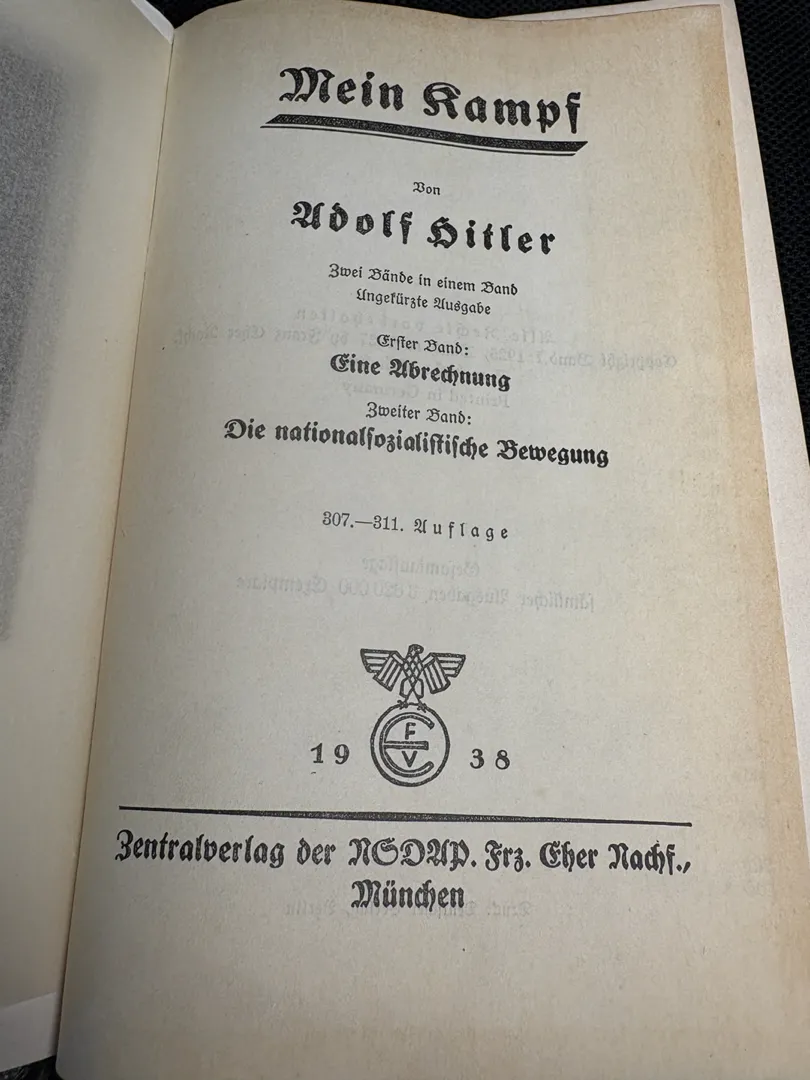 Mein Kampf
Von
Adolf Hitler
Zwei Bände in einem Band
Ungekürzte Ausgabe
Erster Band:
Eine Abrechnung
Zweiter Band:
Die nationalsozialistische Bewegung
307.—311. Auflage
F
E
V
19 38
Zentralverlag der NSDAP. Frz. Eher Nachf.,
München